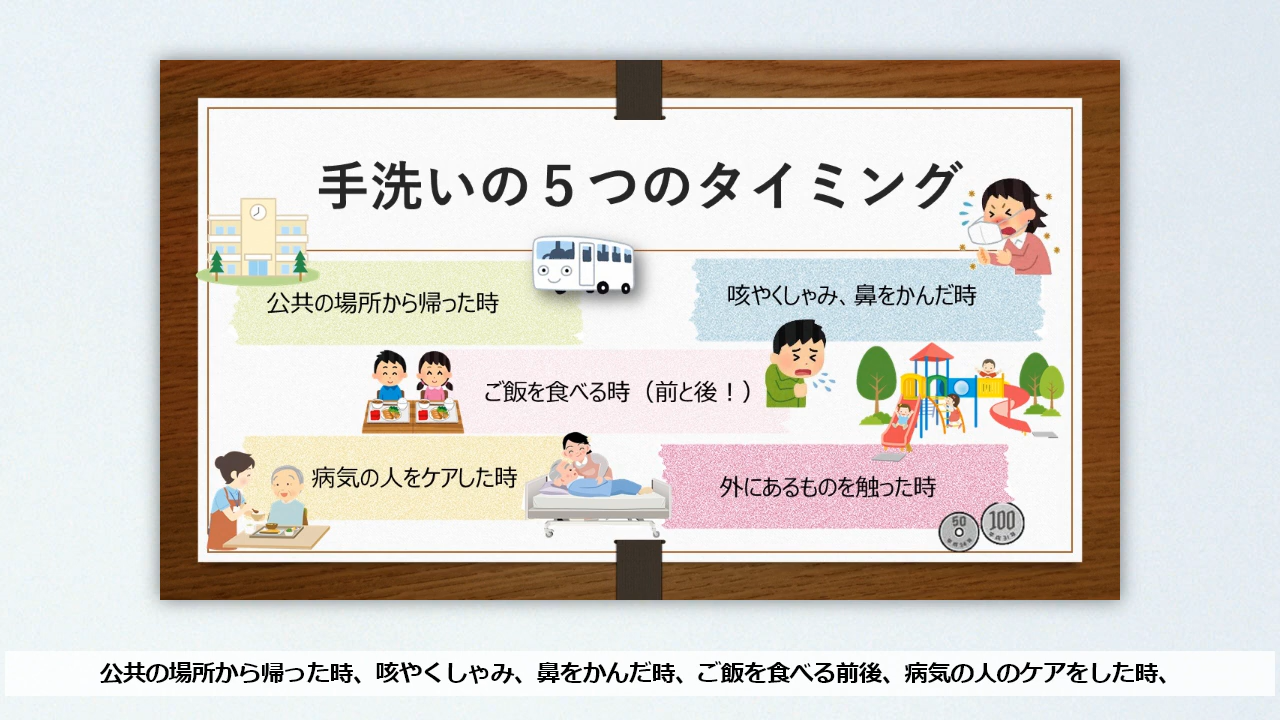 手洗いの５つのタイミング
公共の場所から帰った時
咳やくしゃみ、鼻をかんだ時
ご飯を食べる時（前と後！）
病気の人をケアした時
外にあるものを触った時
50
100
公共の場所から帰った時、咳やくしゃみ、鼻をかんだ時、ご飯を食べる前後、病気の人のケアをした時、